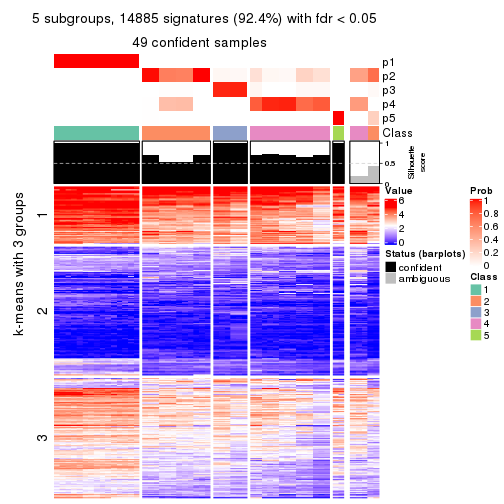 5 subgroups, 14885 signatures (92.4%) with fdr < 0.05
49 confident samples
p1
p2
p3
p4
p5
Class
1
0.5
0
Silhouette
score
k-means with 3 groups
1
2
3
Value
6
4
2
0
Status (barplots)
confident
ambiguous
Prob
1
0.8
0.6
0.4
0.2
0
Class
1
2
3
4
5